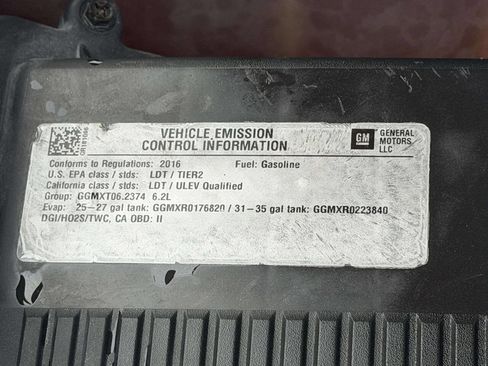 VEHICLE EMISSION
CONTROL INFORMATION
GM
GENERAL
MOTORS
LLC
Conforms to Regulations: 2016 Fuel: Gasoline
U.S. EPA class / stds: LDT / TIER2
California class / stds: LDT / ULEV Qualified
Group: GGMXT06.2374 6.2L
Evap: 25-27 gal tank: GGMXR0176820 / 31-35 gal tank: GGMXR0223840
DGI/HO2S/TWC, CA OBD: II